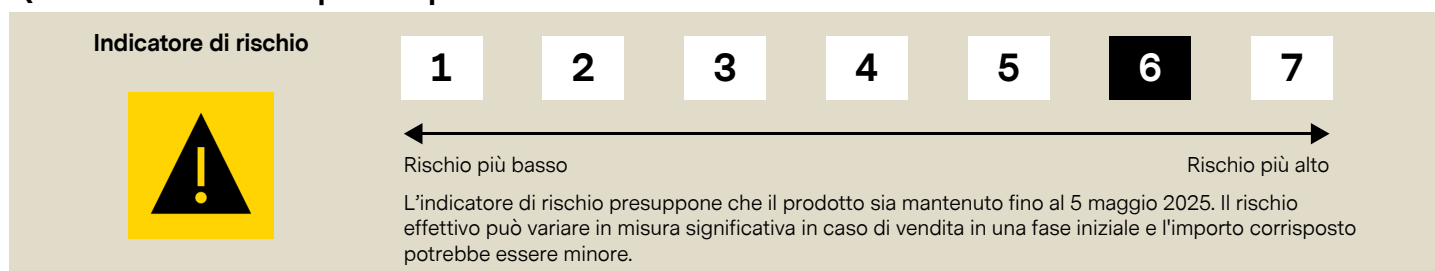 Indicatore di rischio
1 2 3 4 5 6 7
Rischio più basso Rischio più alto
L'indicatore di rischio presuppone che il prodotto sia mantenuto fino al 5 maggio 2025. Il rischio
effettivo può variare in misura significativa in caso di vendita in una fase iniziale e l'importo corrisposto
potrebbe essere minore.